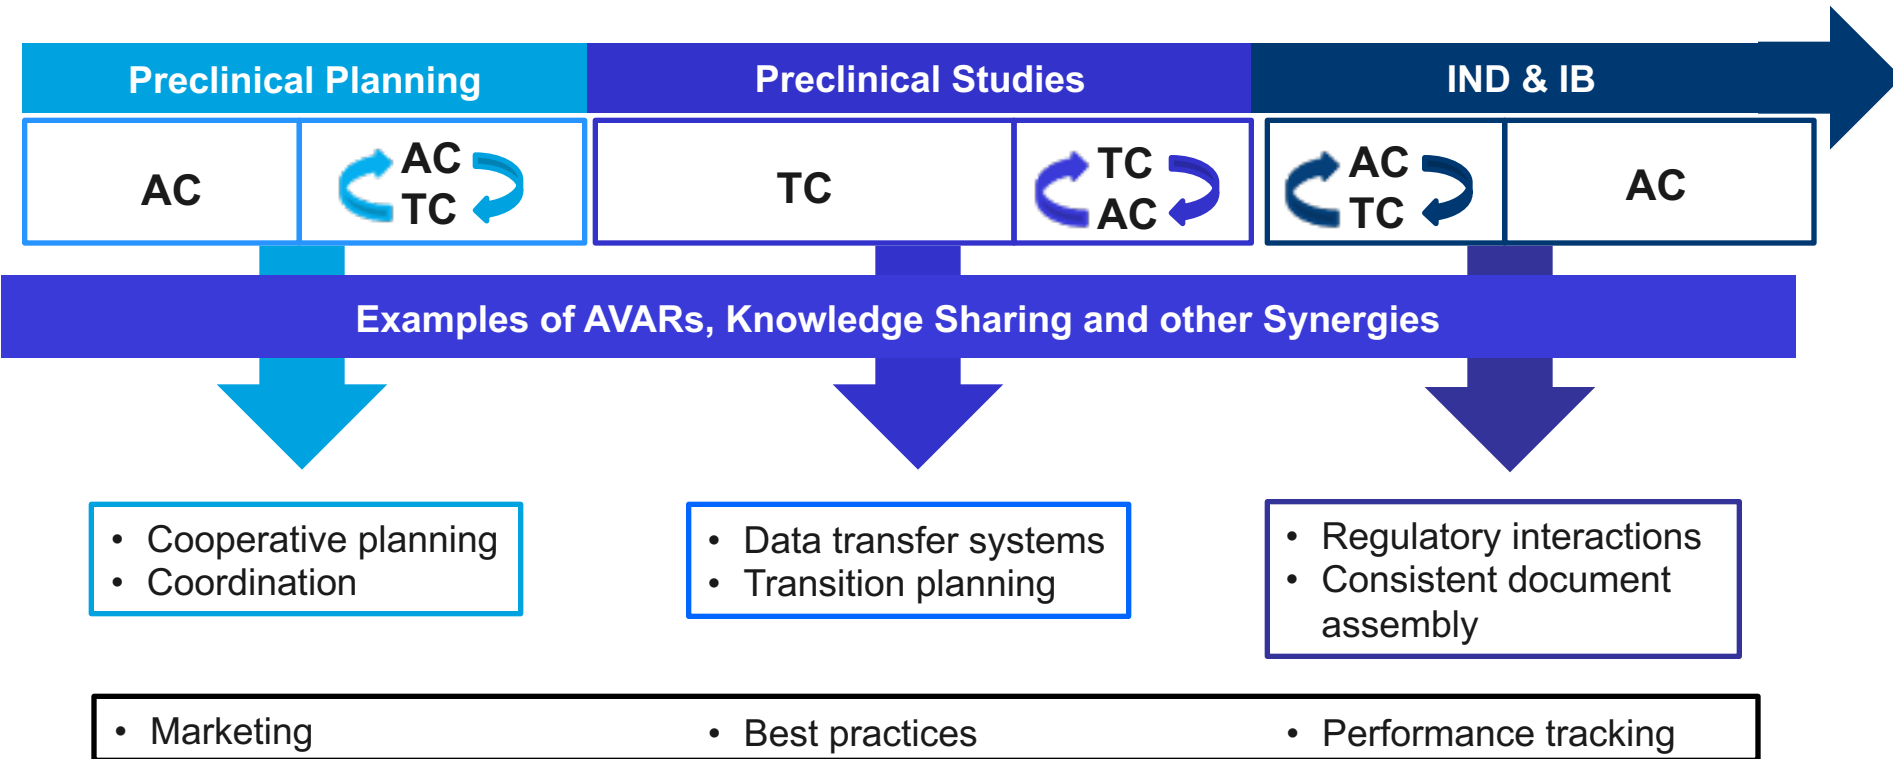 Preclinical Planning
Preclinical Studies
IND & IB
AC
AC
TC
TC
TC
AC
AC
TC
AC
Examples of AVARs, Knowledge Sharing and other Synergies
• Cooperative planning
• Coordination
• Data transfer systems
• Transition planning
• Regulatory interactions
• Consistent document
assembly
• Marketing
• Best practices
• Performance tracking